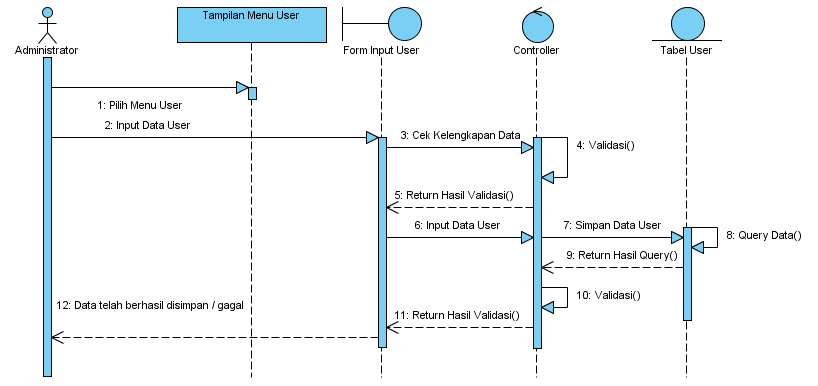 Tampilan Menu User
Administrator
Form Input User
Controller
Tabel User
1: Pilih Menu User
2: Input Data User
3: Cek Kelengkapan Data
4: Validasi()
5: Return Hasil Validasi()
6: Input Data User
7: Simpan Data User
8: Query Data()
9: Return Hasil Query()
10: Validasi()
11: Return Hasil Validasi()
12: Data telah berhasil disimpan / gagal